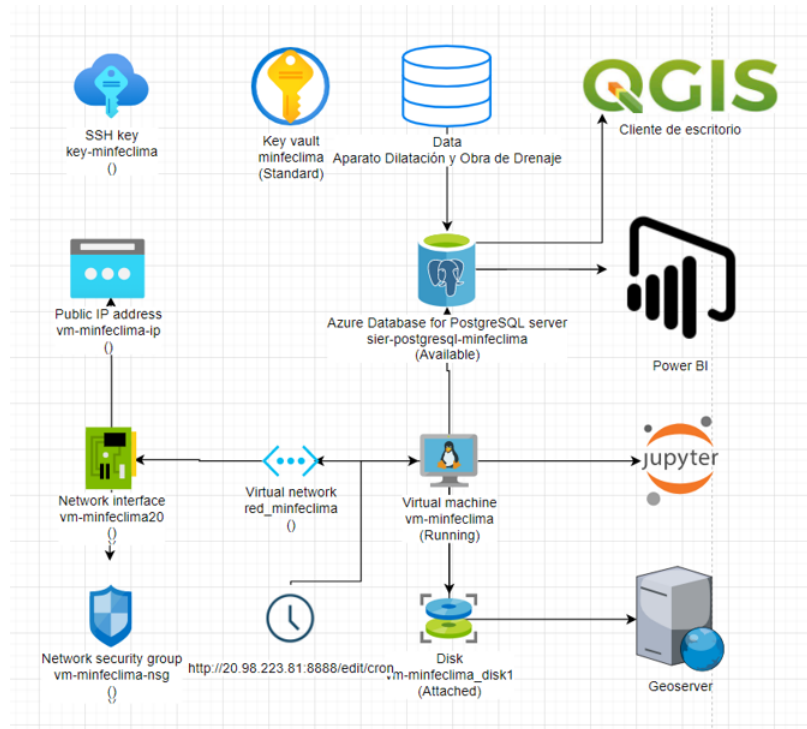 SSH key
key-minfeclima
()
Key vault
minfeclima
(Standard)
Data
Aparato Dilatación y Obra de Drenaje
QGIS
Cliente de escritorio
Public IP address
vm-minfeclima-ip
()
Azure Database for PostgreSQL server
sier-postgresql-minfeclima
(Available)
Power BI
Network interface
vm-minfeclima20
()
Virtual network
red_minfeclima
()
Virtual machine
vm-minfeclima
(Running)
jupyter
Network security group
vm-minfeclima-nsg
()
http://20.98.223.81:8888/edit/cron
Disk
vm-minfeclima_disk1
(Attached)
Geoserver